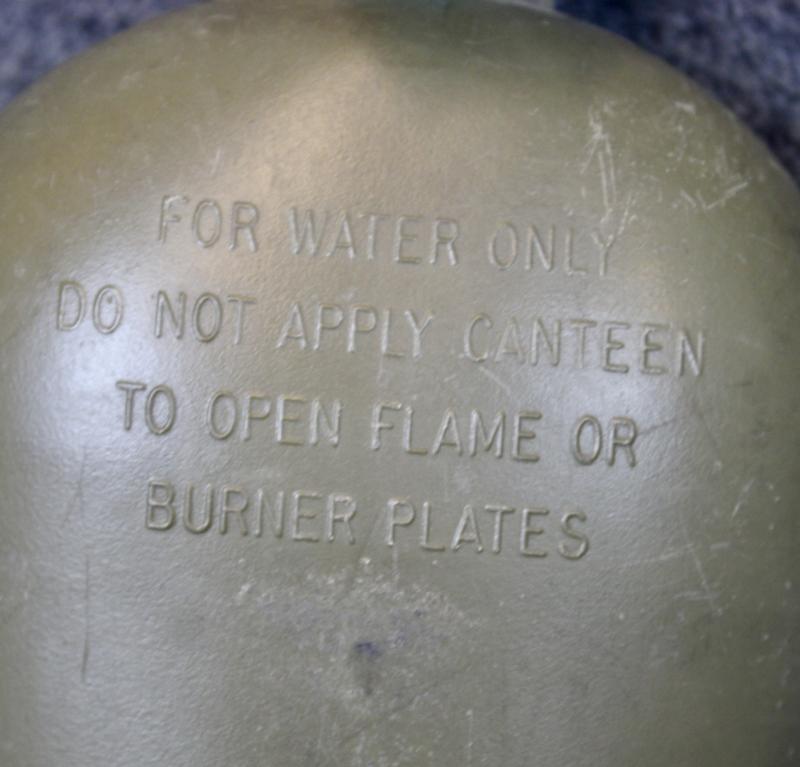 FOR WATER ONLY
DO NOT APPLY CANTEEN
TO OPEN FLAME OR
BURNER PLATES